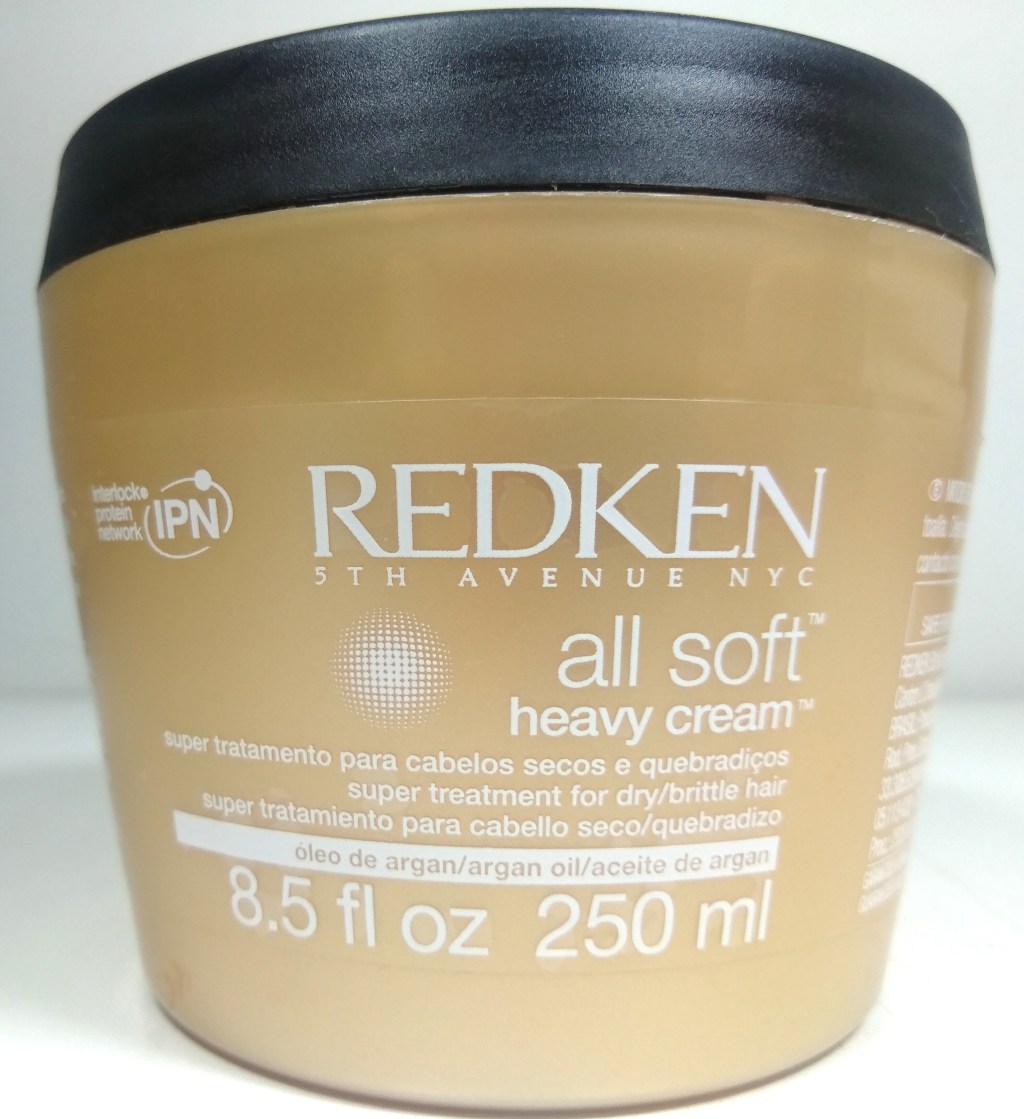 interlock
protein
network
IPN
REDKEN
5TH AVENUE NYC
all soft™
heavy cream™
super tratamento para cabelos secos e quebradiços
super treatment for dry/brittle hair
super tratamiento para cabello seco/quebradizo
óleo de argan/argan oil/aceite de argan
8.5 fl oz 250 ml